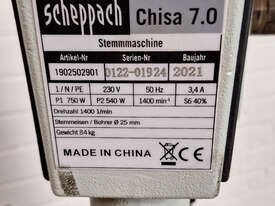 scheppach Chisa 7.0
Stemmmaschine
Artikel-Nr Serien-Nr Baujahr
1902502901 0122-01924 2021
1 / N / PE 230 V 50 Hz 3,4 A
P1 750 W P2 540 W 1400 min⁻¹ S6 40%
Drehzahl 1400 1/min
Stemmeisen / Bohrer Ø 25 mm
Gewicht 84 kg
MADE IN CHINA CE